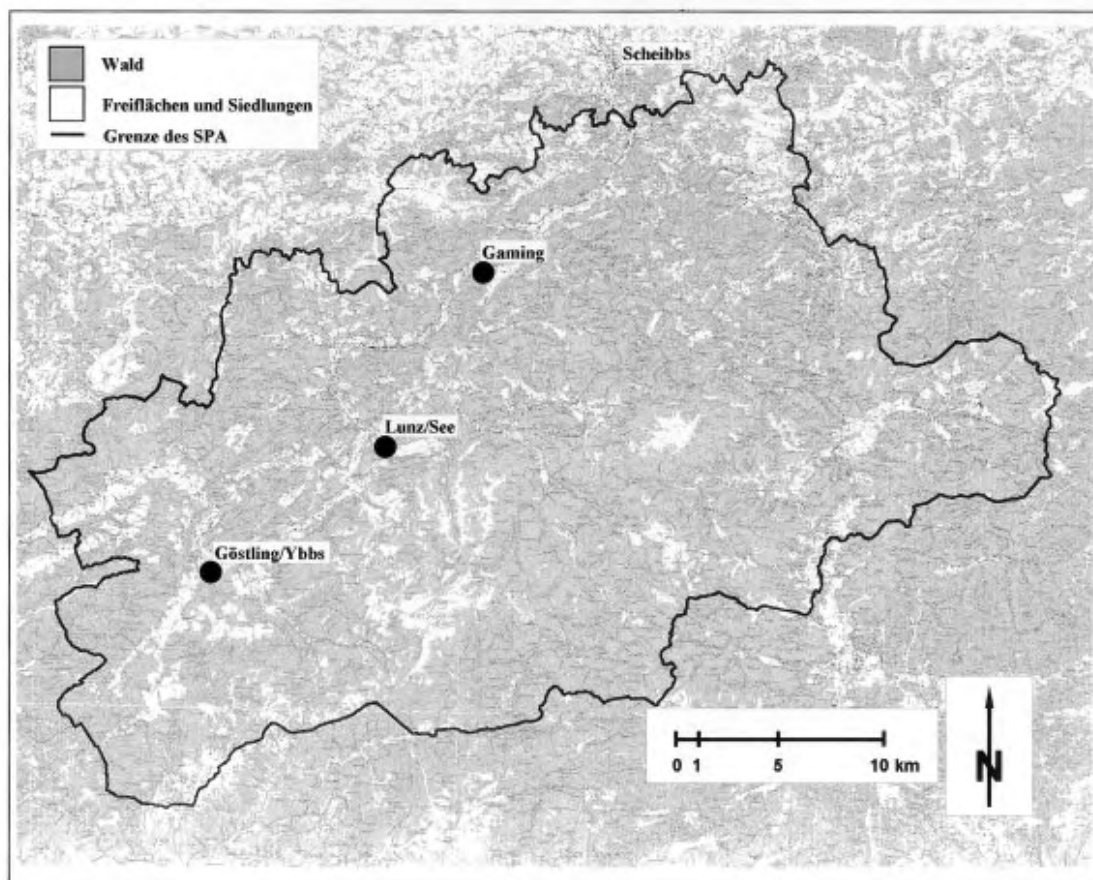 Wald
Freiflächen und Siedlungen
Grenze des SPA
Scheibbs
Gaming
Lunz/See
Göstling/Ybbs
0 1 5 10 km
N